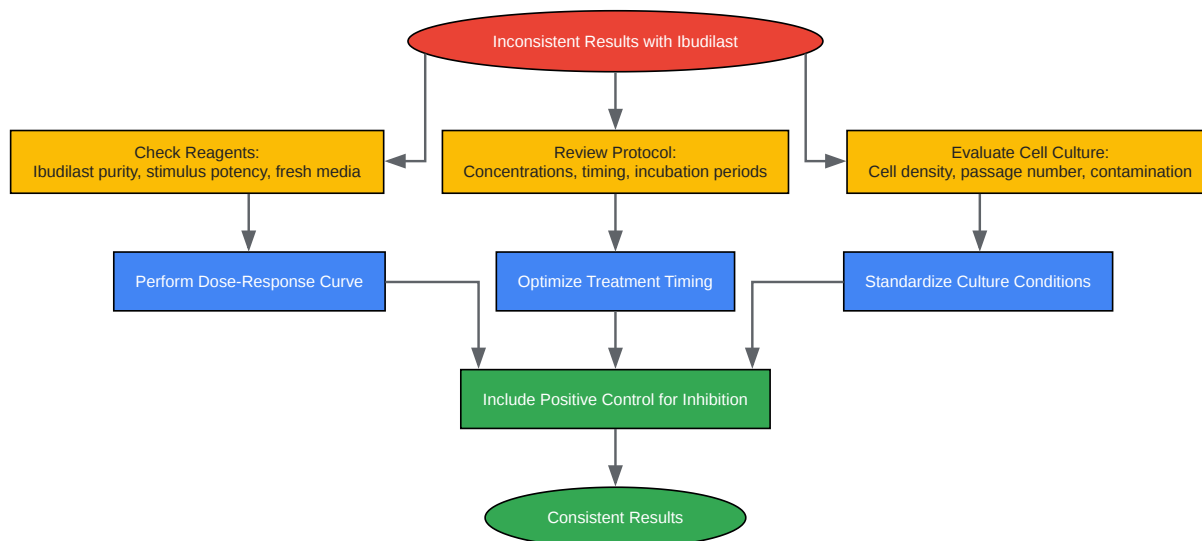 Inconsistent Results with Ibudilast
Check Reagents:
Ibudilast purity, stimulus potency, fresh media
Review Protocol:
Concentrations, timing, incubation periods
Evaluate Cell Culture:
Cell density, passage number, contamination
Perform Dose-Response Curve
Optimize Treatment Timing
Standardize Culture Conditions
Include Positive Control for Inhibition
Consistent Results